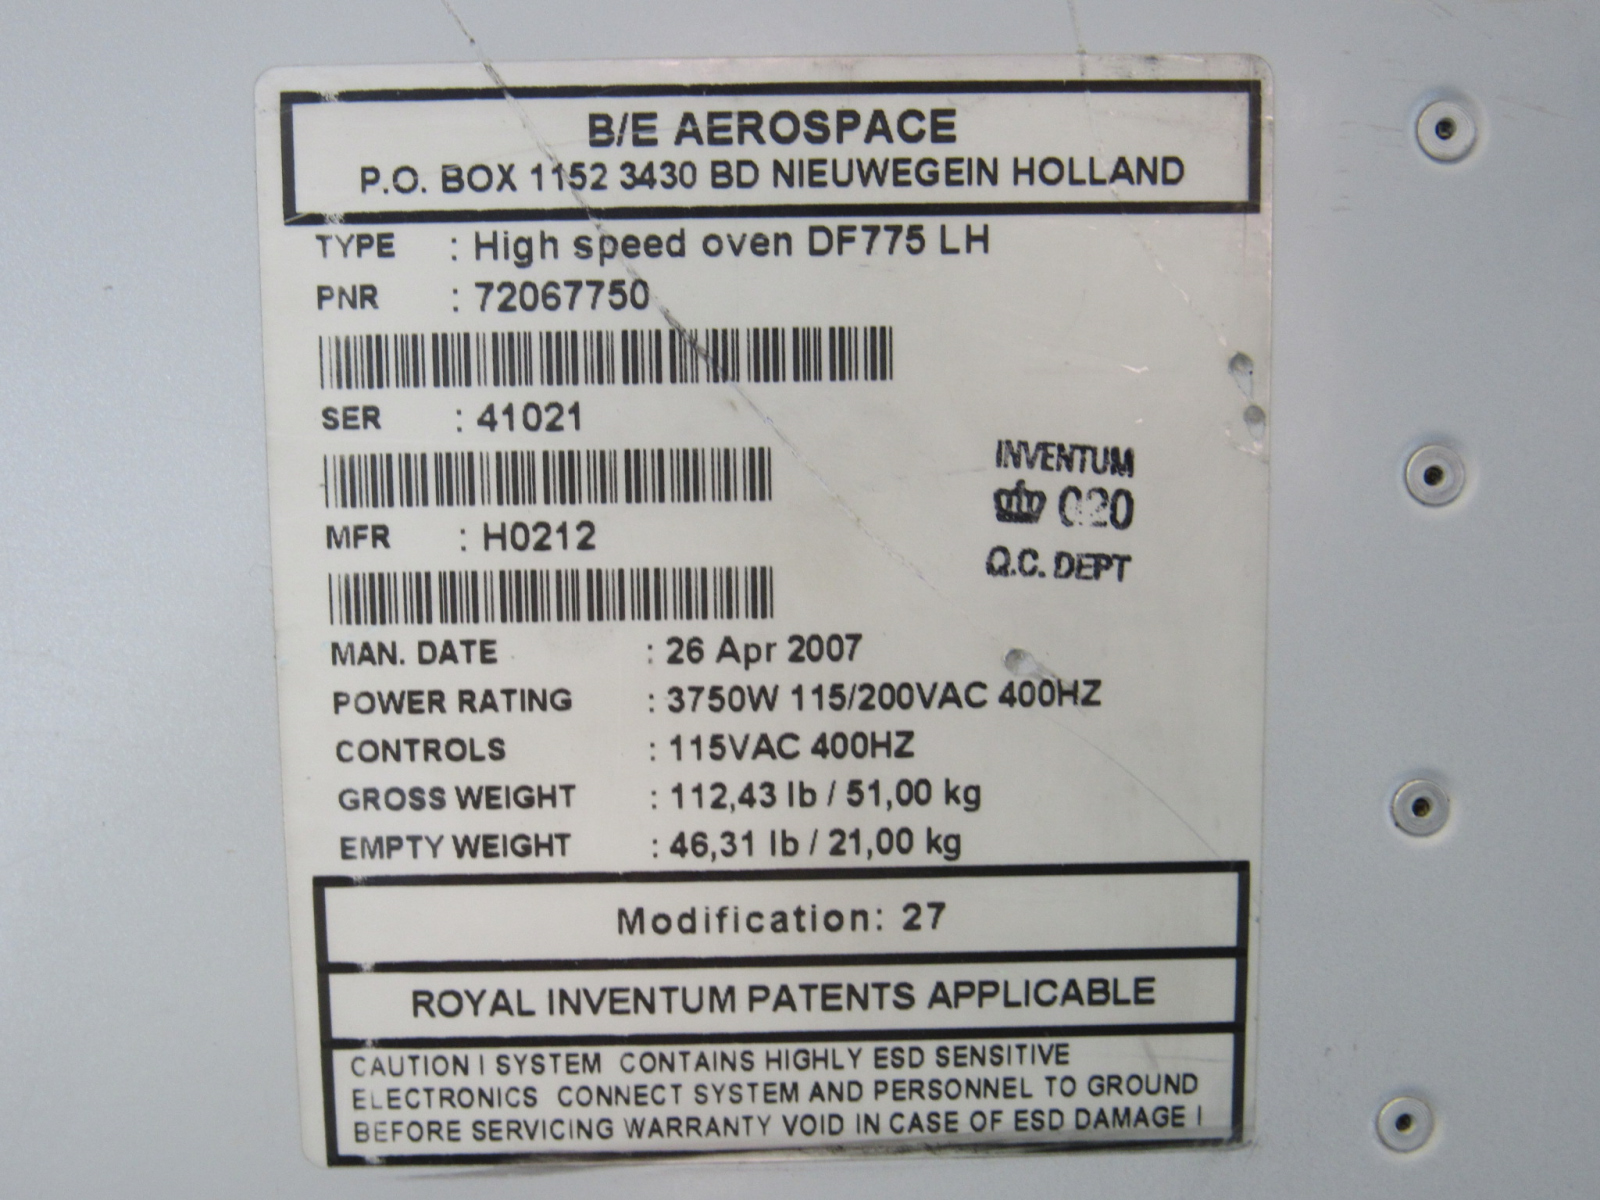 B/E AEROSPACE
P.O. BOX 1152 3430 BD NIEUWEGEIN HOLLAND
TYPE : High speed oven DF775 LH
PNR : 72067750
SER : 41021
INVENTUM
020
Q.C. DEPT
MFR : H0212
MAN. DATE : 26 Apr 2007
POWER RATING : 3750W 115/200VAC 400HZ
CONTROLS : 115VAC 400HZ
GROSS WEIGHT : 112,43 lb / 51,00 kg
EMPTY WEIGHT : 46,31 lb / 21,00 kg
Modification: 27
ROYAL INVENTUM PATENTS APPLICABLE
CAUTION ! SYSTEM CONTAINS HIGHLY ESD SENSITIVE
ELECTRONICS CONNECT SYSTEM AND PERSONNEL TO GROUND
BEFORE SERVICING WARRANTY VOID IN CASE OF ESD DAMAGE !